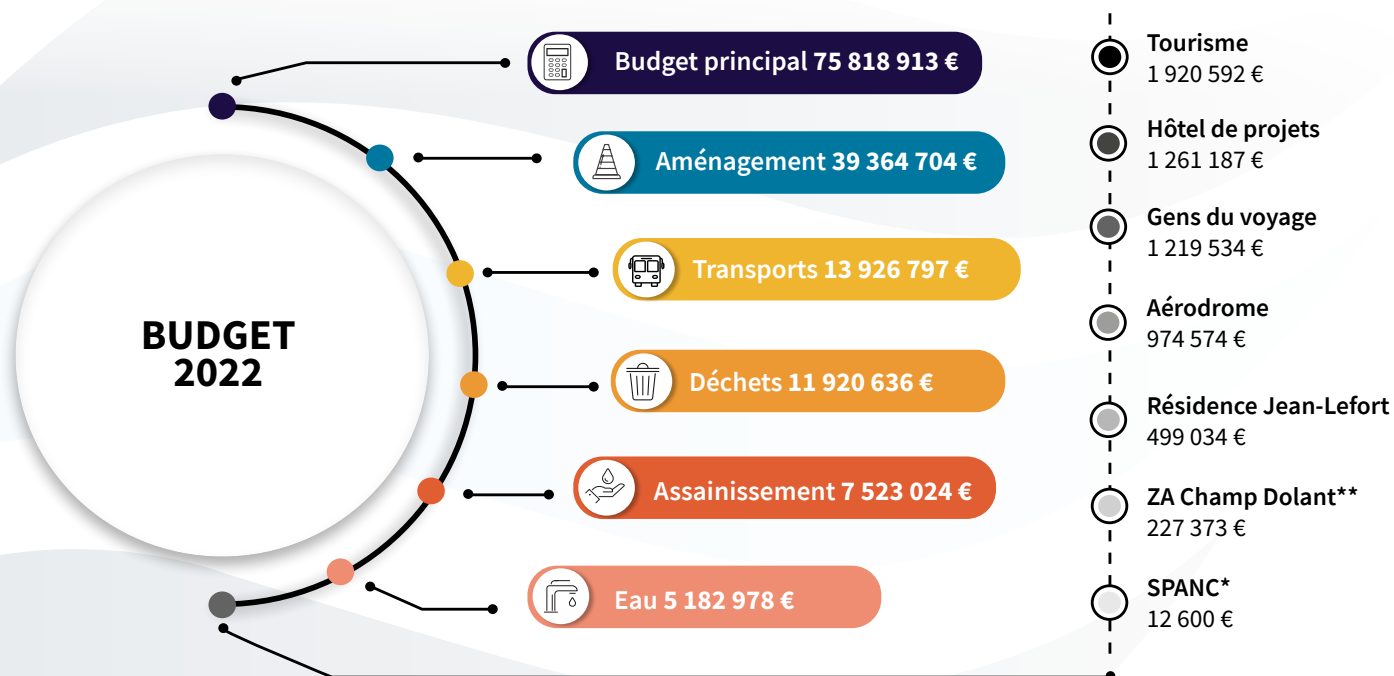 BUDGET
2022
Budget principal 75 818 913 €
Aménagement 39 364 704 €
Transports 13 926 797 €
Déchets 11 920 636 €
Assainissement 7 523 024 €
Eau 5 182 978 €
Tourisme
1 920 592 €
Hôtel de projets
1 261 187 €
Gens du voyage
1 219 534 €
Aérodrome
974 574 €
Résidence Jean-Lefort
499 034 €
ZA Champ Dolant**
227 373 €
SPANC*
12 600 €